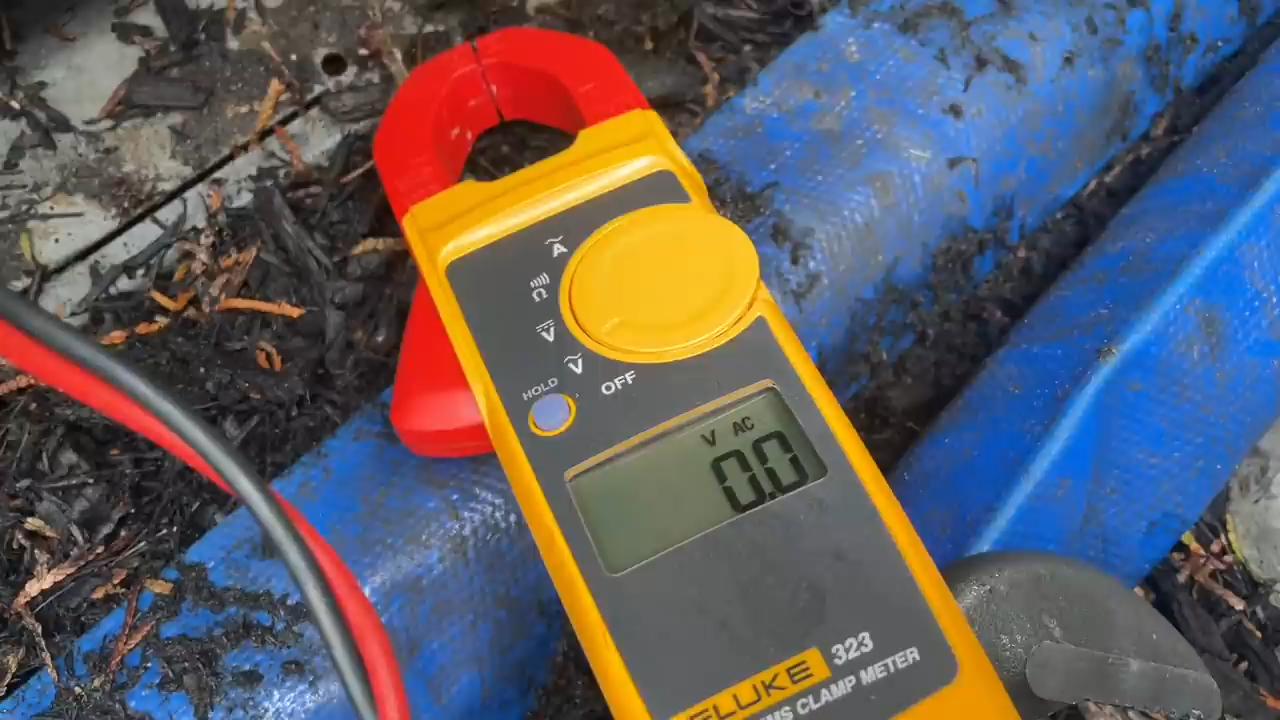 Ã
Ω
V
Ṽ
OFF
HOLD
V AC
0.0
FLUKE 323
CLAMP METER